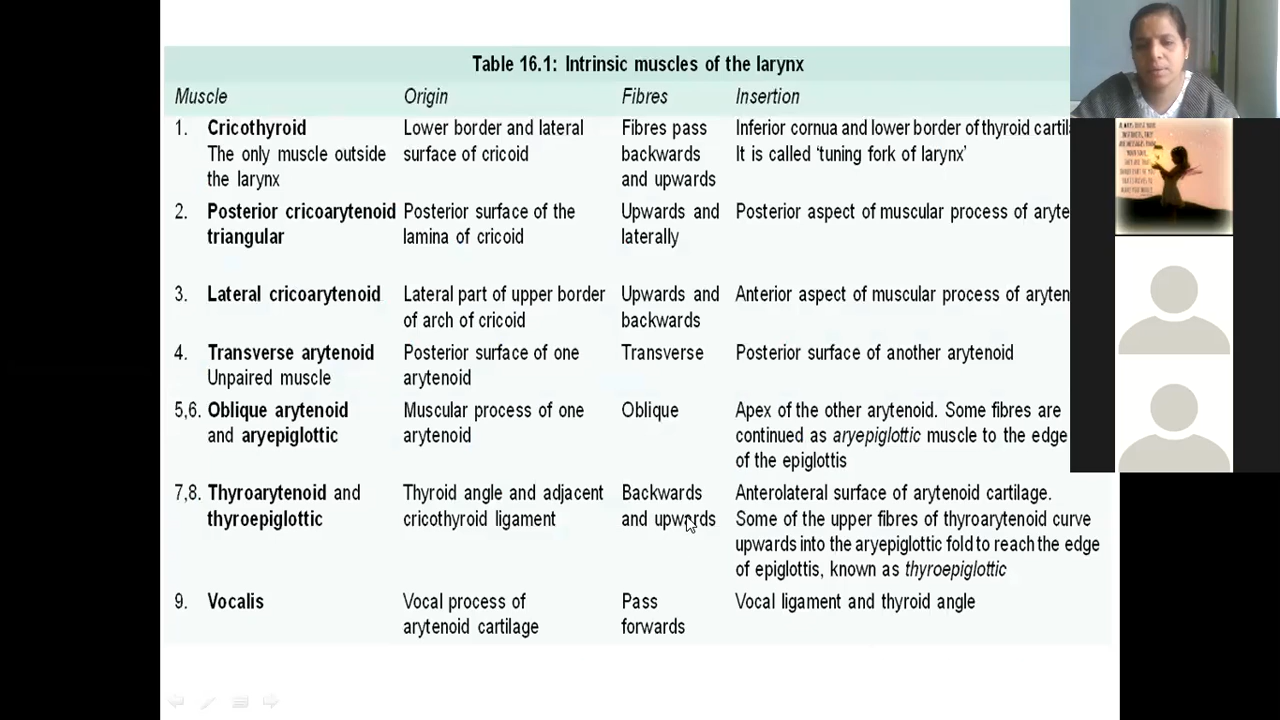 Table 16.1: Intrinsic muscles of the larynx
Muscle Origin Fibres Insertion
1. Cricothyroid Lower border and lateral Fibres pass Inferior cornua and lower border of thyroid
The only muscle outside surface of cricoid backwards It is called ‘tuning fork of larynx’
the larynx and upwards
2. Posterior cricoarytenoid Posterior surface of the Upwards and Posterior aspect of muscular process of
triangular lamina of cricoid laterally
3. Lateral cricoarytenoid Lateral part of upper border Upwards and Anterior aspect of muscular process of
of arch of cricoid backwards
4. Transverse arytenoid Posterior surface of one Transverse Posterior surface of another arytenoid
Unpaired muscle arytenoid
5,6. Oblique arytenoid Muscular process of one Oblique Apex of the other arytenoid. Some fibres are
and aryepiglottic arytenoid continued as aryepiglottic muscle to the edge
of the epiglottis
7,8. Thyroarytenoid and Thyroid angle and adjacent Backwards Anterolateral surface of arytenoid cartilage.
thyroepiglottic cricothyroid ligament and upwards Some of the upper fibres of thyroarytenoid curve
upwards into the aryepiglottic fold to reach the edge
of epiglottis, known as thyroepiglottic
9. Vocalis Vocal process of Pass Vocal ligament and thyroid angle
arytenoid cartilage forwards